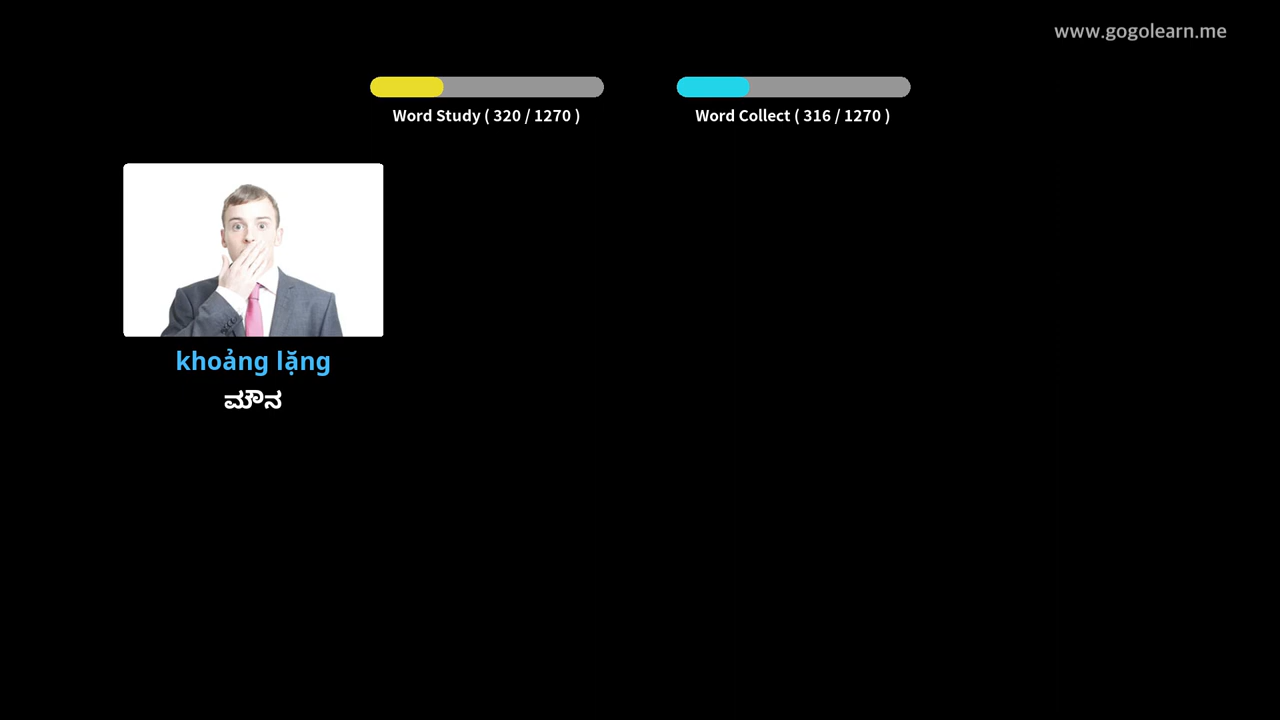 www.gogolearn.me
Word Study ( 320 / 1270 )
Word Collect ( 316 / 1270 )
khoảng lặng
ಮೌನ